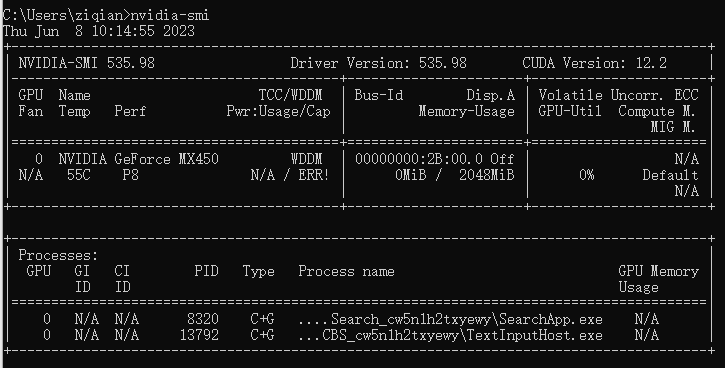 C:\Users\ziqian>nvidia-smi
Thu Jun  8 10:14:55 2023
NVIDIA-SMI 535.98    Driver Version: 535.98    CUDA Version: 12.2
GPU  Name    TCC/WDDM | Bus-Id    Disp.A | Volatile Uncorr. ECC
Fan  Temp  Perf    Pwr:Usage/Cap | Memory-Usage | GPU-Util  Compute M.
MIG M.
0  NVIDIA GeForce MX450    WDDM | 00000000:2B:00.0 Off | N/A
N/A  55C  P8    N/A / ERR! | 0MiB /  2048MiB | 0%  Default
N/A
Processes:
GPU  GI  CI    PID  Type  Process name    GPU Memory
ID  ID    Usage
0  N/A  N/A    8320  C+G  ....Search_cw5n1h2txyewy\SearchApp.exe  N/A
0  N/A  N/A    13792  C+G  ...CBS_cw5n1h2txyewy\TextInputHost.exe  N/A